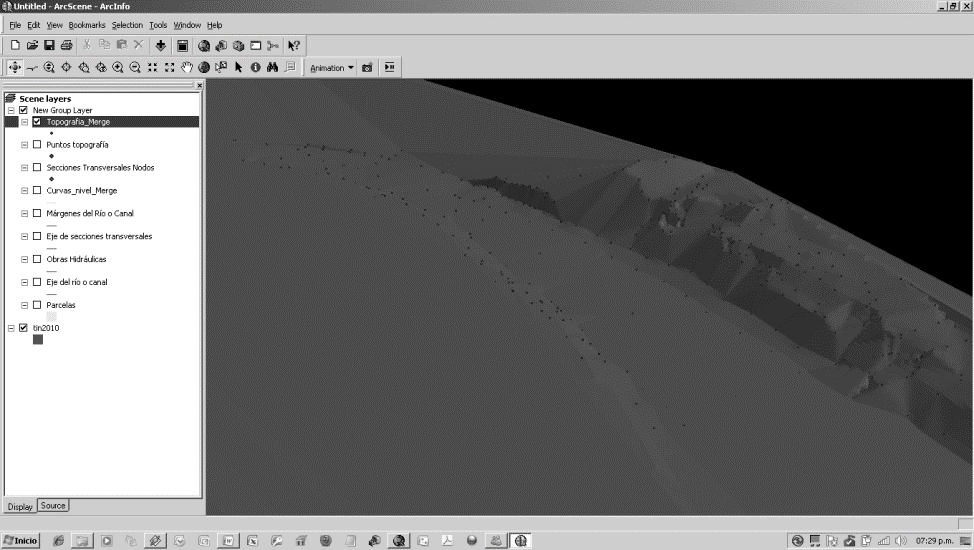 Untitled - ArcScene - ArcInfo
File Edit View Bookmarks Selection Tools Window Help
Animation
Scene layers
New Group Layer
Topografia_Merge
Puntos topografía
Secciones Transversales Nodos
Curvas_nivel_Merge
Márgenes del Río o Canal
Eje de secciones transversales
Obras Hidráulicas
Eje del río o canal
Parcelas
tin2010
Display Source
Inicio
07:29 p.m.